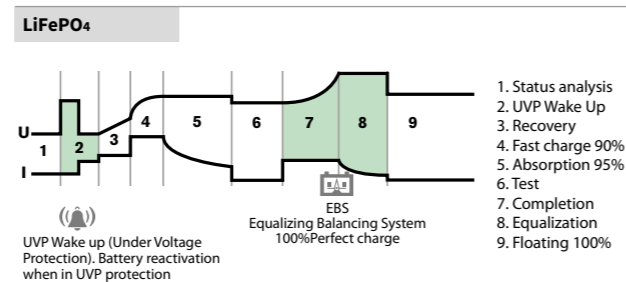 LiFePO4
U
I
1
2
3
4
5
6
7
8
9
UVP Wake up (Under Voltage
Protection). Battery reactivation
when in UVP protection
EBS
Equalizing Balancing System
100%Perfect charge
1. Status analysis
2. UVP Wake Up
3. Recovery
4. Fast charge 90%
5. Absorption 95%
6. Test
7. Completion
8. Equalization
9. Floating 100%